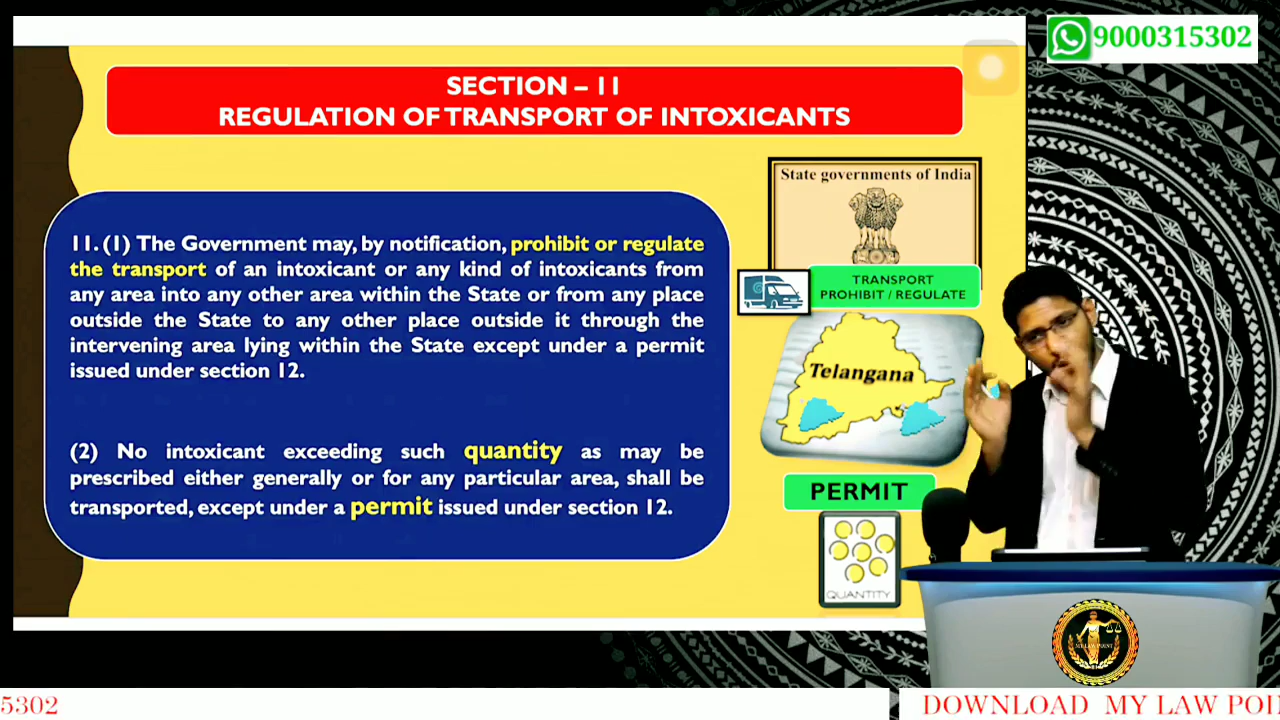 9000315302
SECTION – 11
REGULATION OF TRANSPORT OF INTOXICANTS
State governments of India
11. (1) The Government may, by notification, prohibit or regulate
the transport of an intoxicant or any kind of intoxicants from
any area into any other area within the State or from any place
outside the State to any other place outside it through the
intervening area lying within the State except under a permit
issued under section 12.
TRANSPORT
PROHIBIT / REGULATE
Telangana
(2) No intoxicant exceeding such quantity as may be
prescribed either generally or for any particular area, shall be
transported, except under a permit issued under section 12.
PERMIT
QUANTITY
MY LAW POINT
5302
DOWNLOAD MY LAW POI